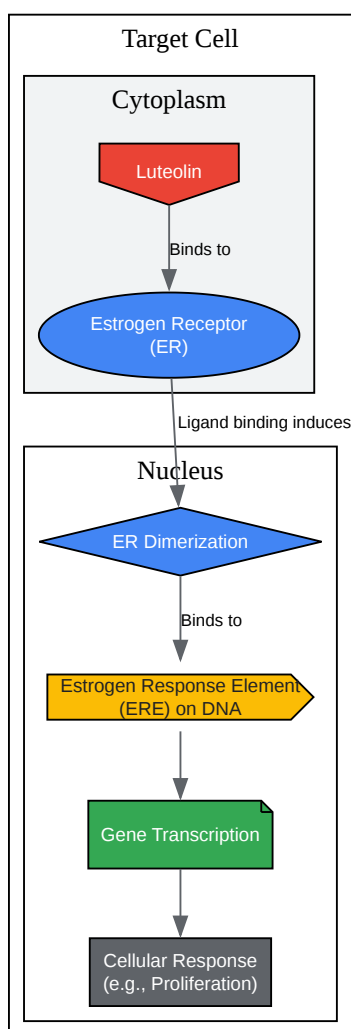 Target Cell
Cytoplasm
Luteolin
Binds to
Estrogen Receptor
(ER)
Ligand binding induces
Nucleus
ER Dimerization
Binds to
Estrogen Response Element
(ERE) on DNA
Gene Transcription
Cellular Response
(e.g., Proliferation)